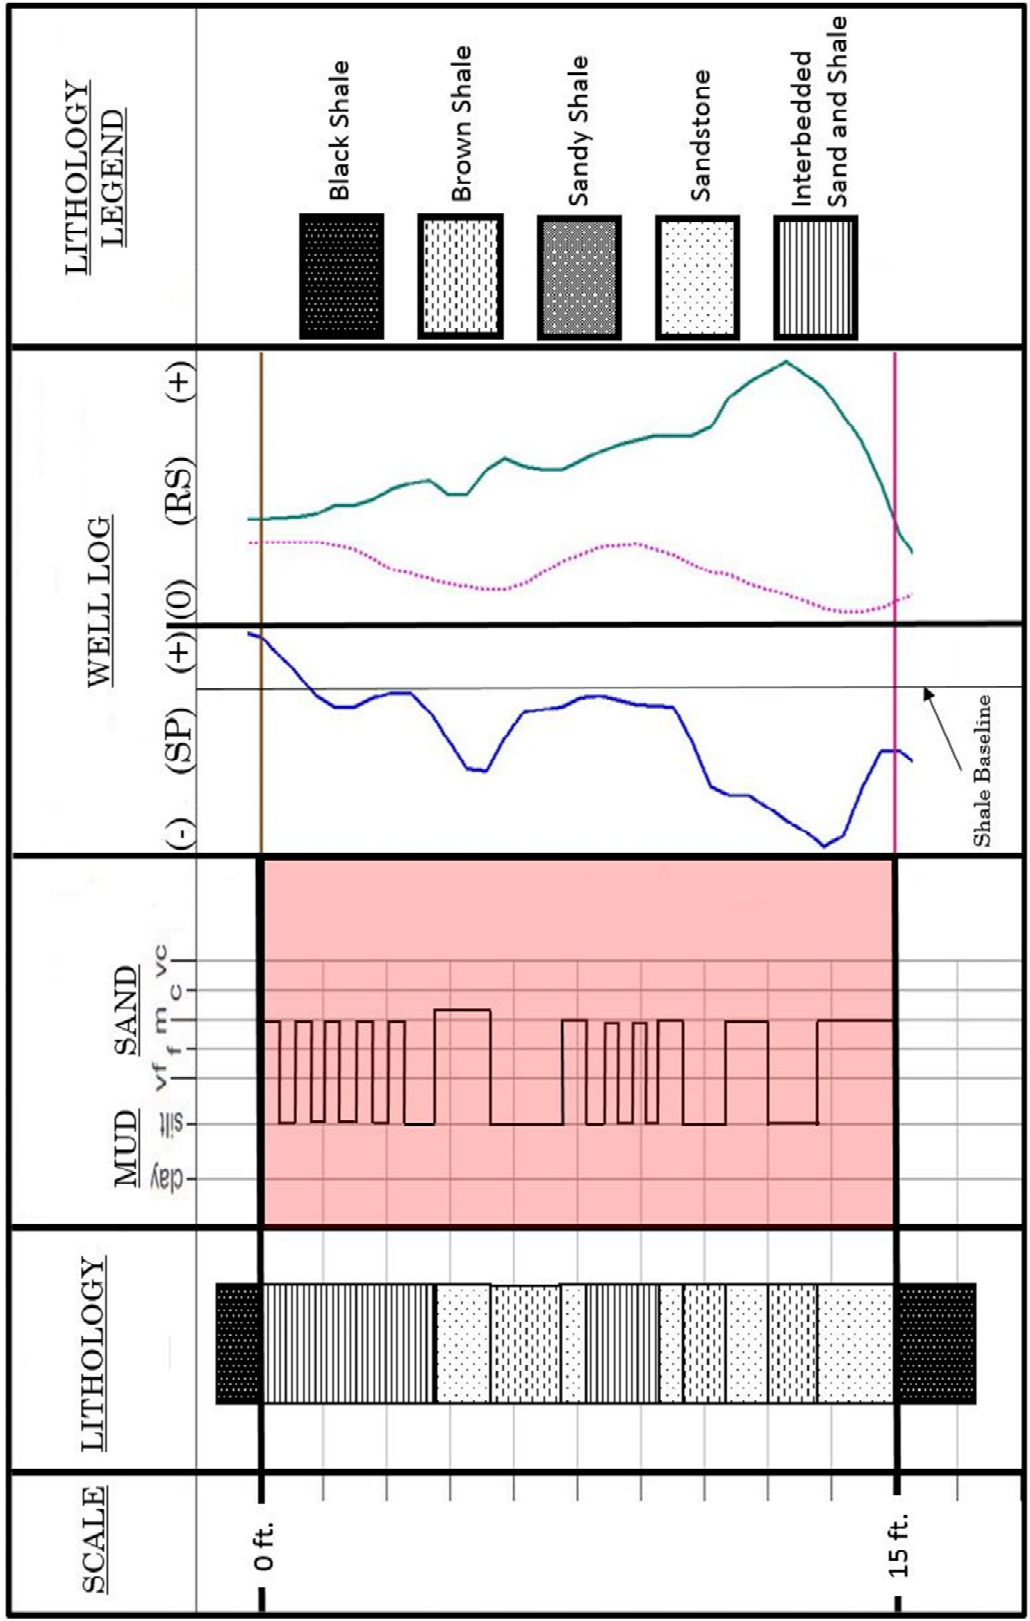 SCALE
LITHOLOGY
MUD
SAND
clay
silt
vf
f
m
c
vc
WELL LOG
(-)
(SP)
(+)
(0)
(RS)
(+)
LITHOLOGY
LEGEND
0 ft.
15 ft.
Shale Baseline
Black Shale
Brown Shale
Sandy Shale
Sandstone
Interbedded
Sand and Shale